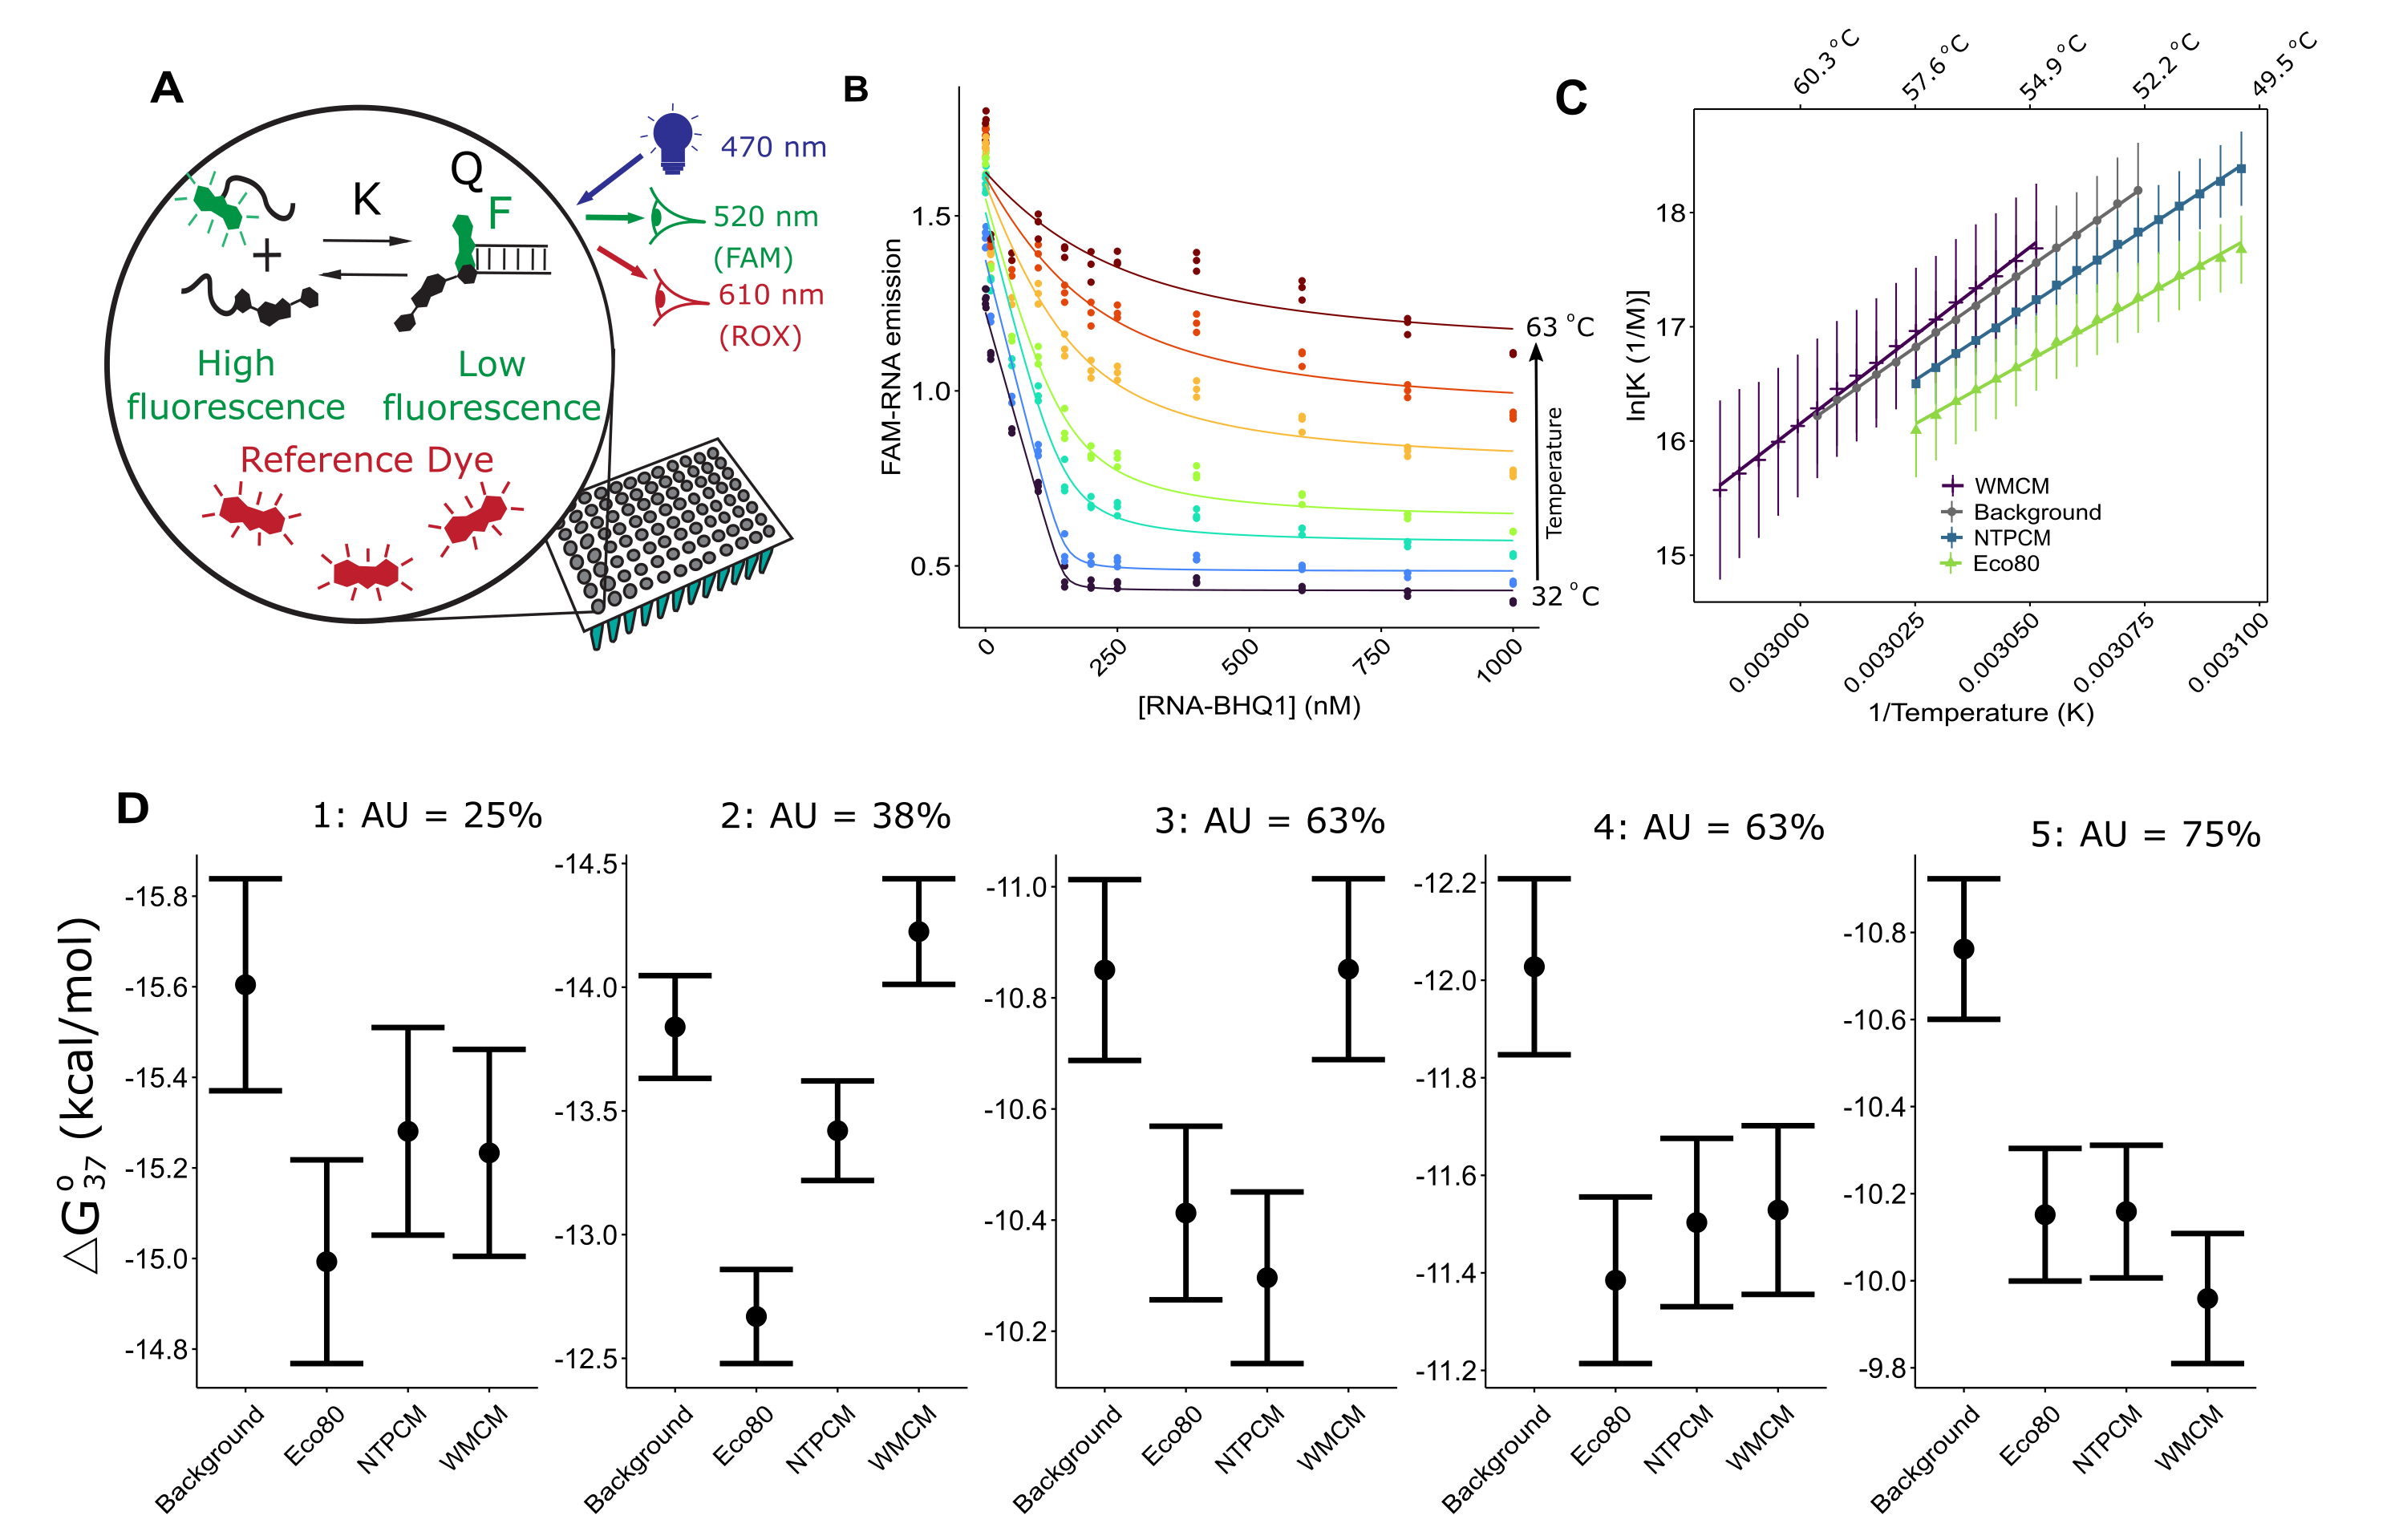 A
K
Q
F
+
High
fluorescence
Low
fluorescence
Reference Dye
470 nm
520 nm
(FAM)
610 nm
(ROX)
B
FAM-RNA emission
1.5
1.0
0.5
0
250
500
750
1000
[RNA-BHQ1] (nM)
63 °C
Temperature
32 °C
C
60.3 °C
57.6 °C
54.9 °C
52.2 °C
49.5 °C
ln[K (1/M)]
18
17
16
15
WMCM
Background
NTPCM
Eco80
0.003000
0.003025
0.003050
0.003075
0.003100
1/Temperature (K)
D
△G°37 (kcal/mol)
1: AU = 25%
-15.8
-15.6
-15.4
-15.2
-15.0
-14.8
Background
Eco80
NTPCM
WMCM
2: AU = 38%
-14.5
-14.0
-13.5
-13.0
-12.5
Background
Eco80
NTPCM
WMCM
3: AU = 63%
-11.0
-10.8
-10.6
-10.4
-10.2
Background
Eco80
NTPCM
WMCM
4: AU = 63%
-12.2
-12.0
-11.8
-11.6
-11.4
-11.2
Background
Eco80
NTPCM
WMCM
5: AU = 75%
-10.8
-10.6
-10.4
-10.2
-10.0
-9.8
Background
Eco80
NTPCM
WMCM